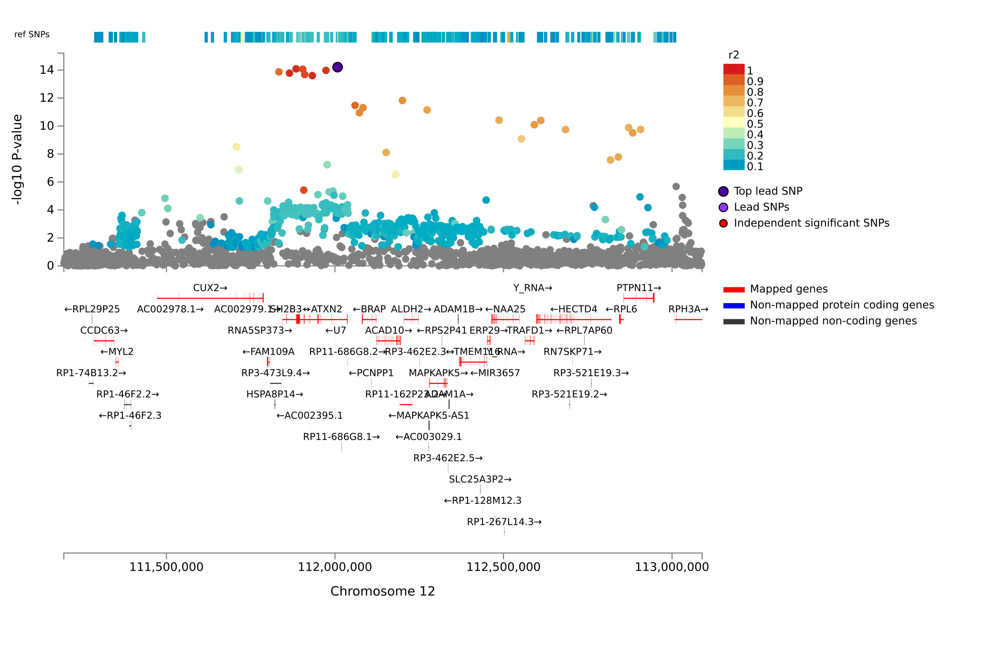 ref SNPs
r2
1
0.9
0.8
0.7
0.6
0.5
0.4
0.3
0.2
0.1
Top lead SNP
Lead SNPs
Independent significant SNPs
-log10 P-value
14
12
10
8
6
4
2
0
CUX2→ Y_RNA→ PTPN11→
←RPL29P25 AC002978.1→ AC002979.1→ SH2B3→ ←ATXN2 ←BRAP ALDH2→ ADAM1B→ ←NAA25 ←HECTD4 ←RPL6 RPH3A→
CCDC63→ RNA5SP373→ ←U7 ACAD10→ ←RPS2P41 ERP29→ TRAFD1→ ←RPL7AP60
←MYL2 ←FAM109A RP11-686G8.2→ RP3-462E2.3→ ←TMEM116 Y_RNA→ RN7SKP71→
RP1-74B13.2→ RP3-473L9.4→ ←PCNPP1 MAPKAPK5→ ←MIR3657 RP3-521E19.3→
RP1-46F2.2→ HSPA8P14→ RP11-162P23.2→ ADAM1A→ RP3-521E19.2→
←RP1-46F2.3 ←AC002395.1 ←MAPKAPK5-AS1
RP11-686G8.1→ ←AC003029.1
RP3-462E2.5→
SLC25A3P2→
←RP1-128M12.3
RP1-267L14.3→
Mapped genes
Non-mapped protein coding genes
Non-mapped non-coding genes
111,500,000 112,000,000 112,500,000 113,000,000
Chromosome 12